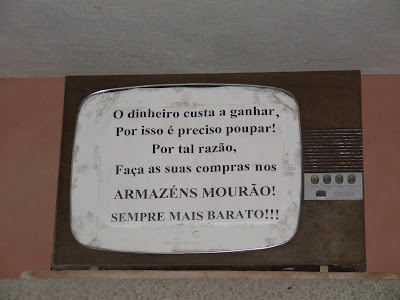 O dinheiro custa a ganhar,
Por isso é preciso poupar!
Por tal razão,
Faça as suas compras nos
ARMAZÉNS MOURÃO!
SEMPRE MAIS BARATO!!!